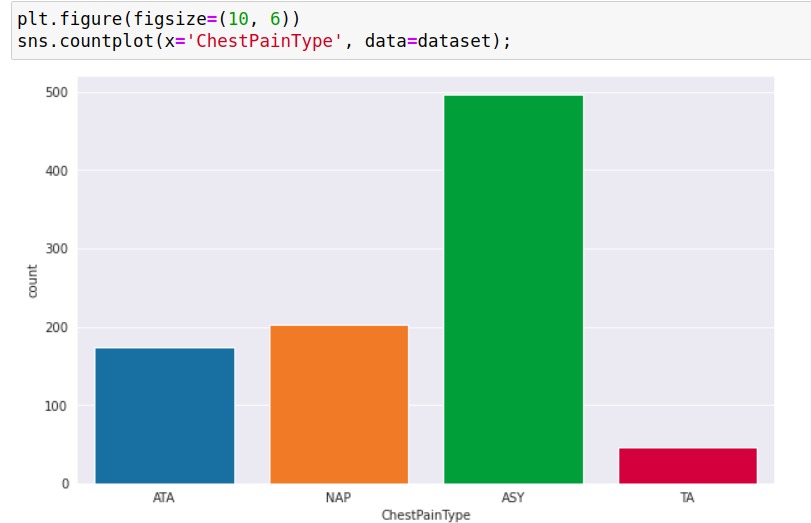 plt.figure(figsize=(10, 6))
sns.countplot(x='ChestPainType', data=dataset);
500
400
300
200
100
0
count
ATA NAP ASY TA
ChestPainType